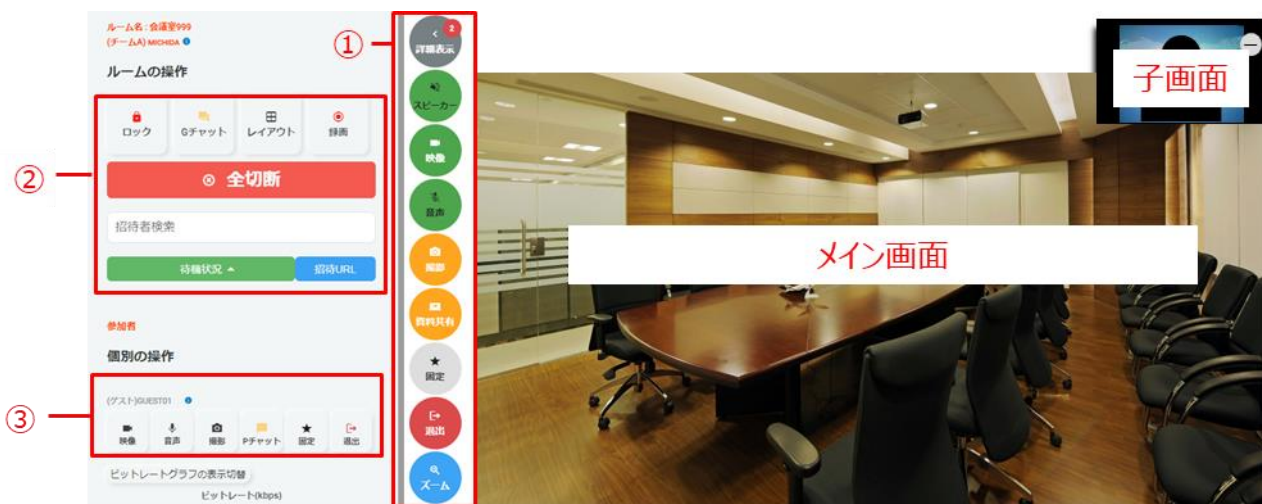 ルーム名 : 会議室999
(チームA) MICHIDA
ルームの操作
②
ロック
Gチャット
レイアウト
録画
全切断
招待者検索
待機状況
招待URL
参加者
個別の操作
③
(ゲスト)GUEST01
映像
音声
撮影
Pチャット
固定
退出
ビットレートグラフの表示切替
ビットレート(kbps)
①
2
詳細表示
スピーカー
映像
音声
撮影
資料共有
固定
退出
ズーム
メイン画面
子画面